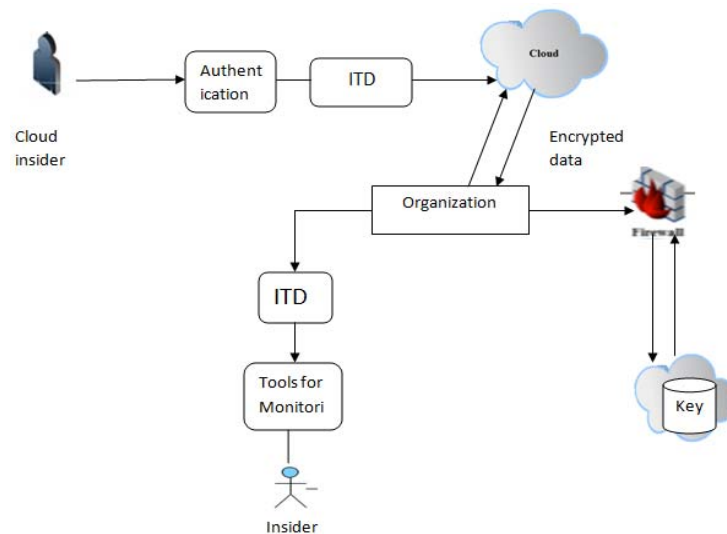 Cloud
Authent
ication
ITD
Cloud
insider
Encrypted
data
Organization
Firewall
ITD
Tools for
Monitori
Key
Insider